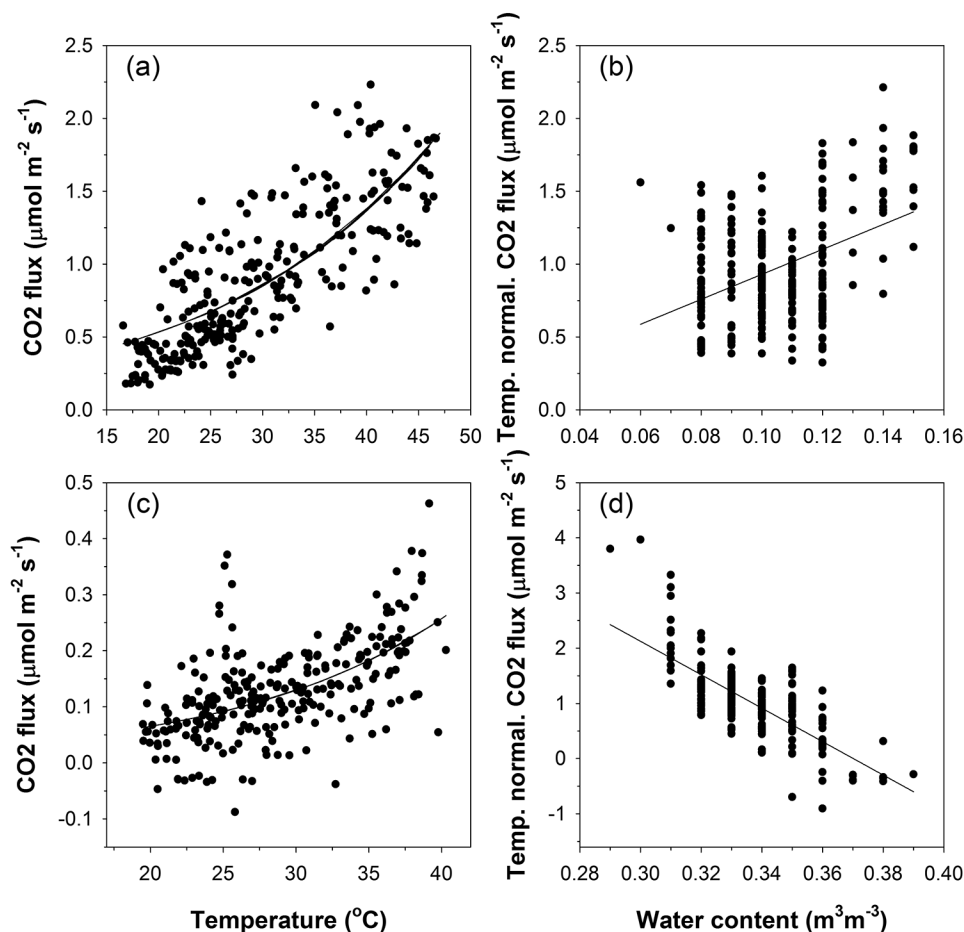 (a)
CO2 flux (μmol m⁻² s⁻¹)
2.5
2.0
1.5
1.0
0.5
0.0
15 20 25 30 35 40 45 50
(b)
Temp. normal. CO2 flux (μmol m⁻² s⁻¹)
2.5
2.0
1.5
1.0
0.5
0.0
0.04 0.06 0.08 0.10 0.12 0.14 0.16
(c)
CO2 flux (μmol m⁻² s⁻¹)
0.5
0.4
0.3
0.2
0.1
0.0
-0.1
20 25 30 35 40
Temperature (°C)
(d)
Temp. normal. CO2 flux (μmol m⁻² s⁻¹)
5
4
3
2
1
0
-1
0.28 0.30 0.32 0.34 0.36 0.38 0.40
Water content (m³m⁻³)